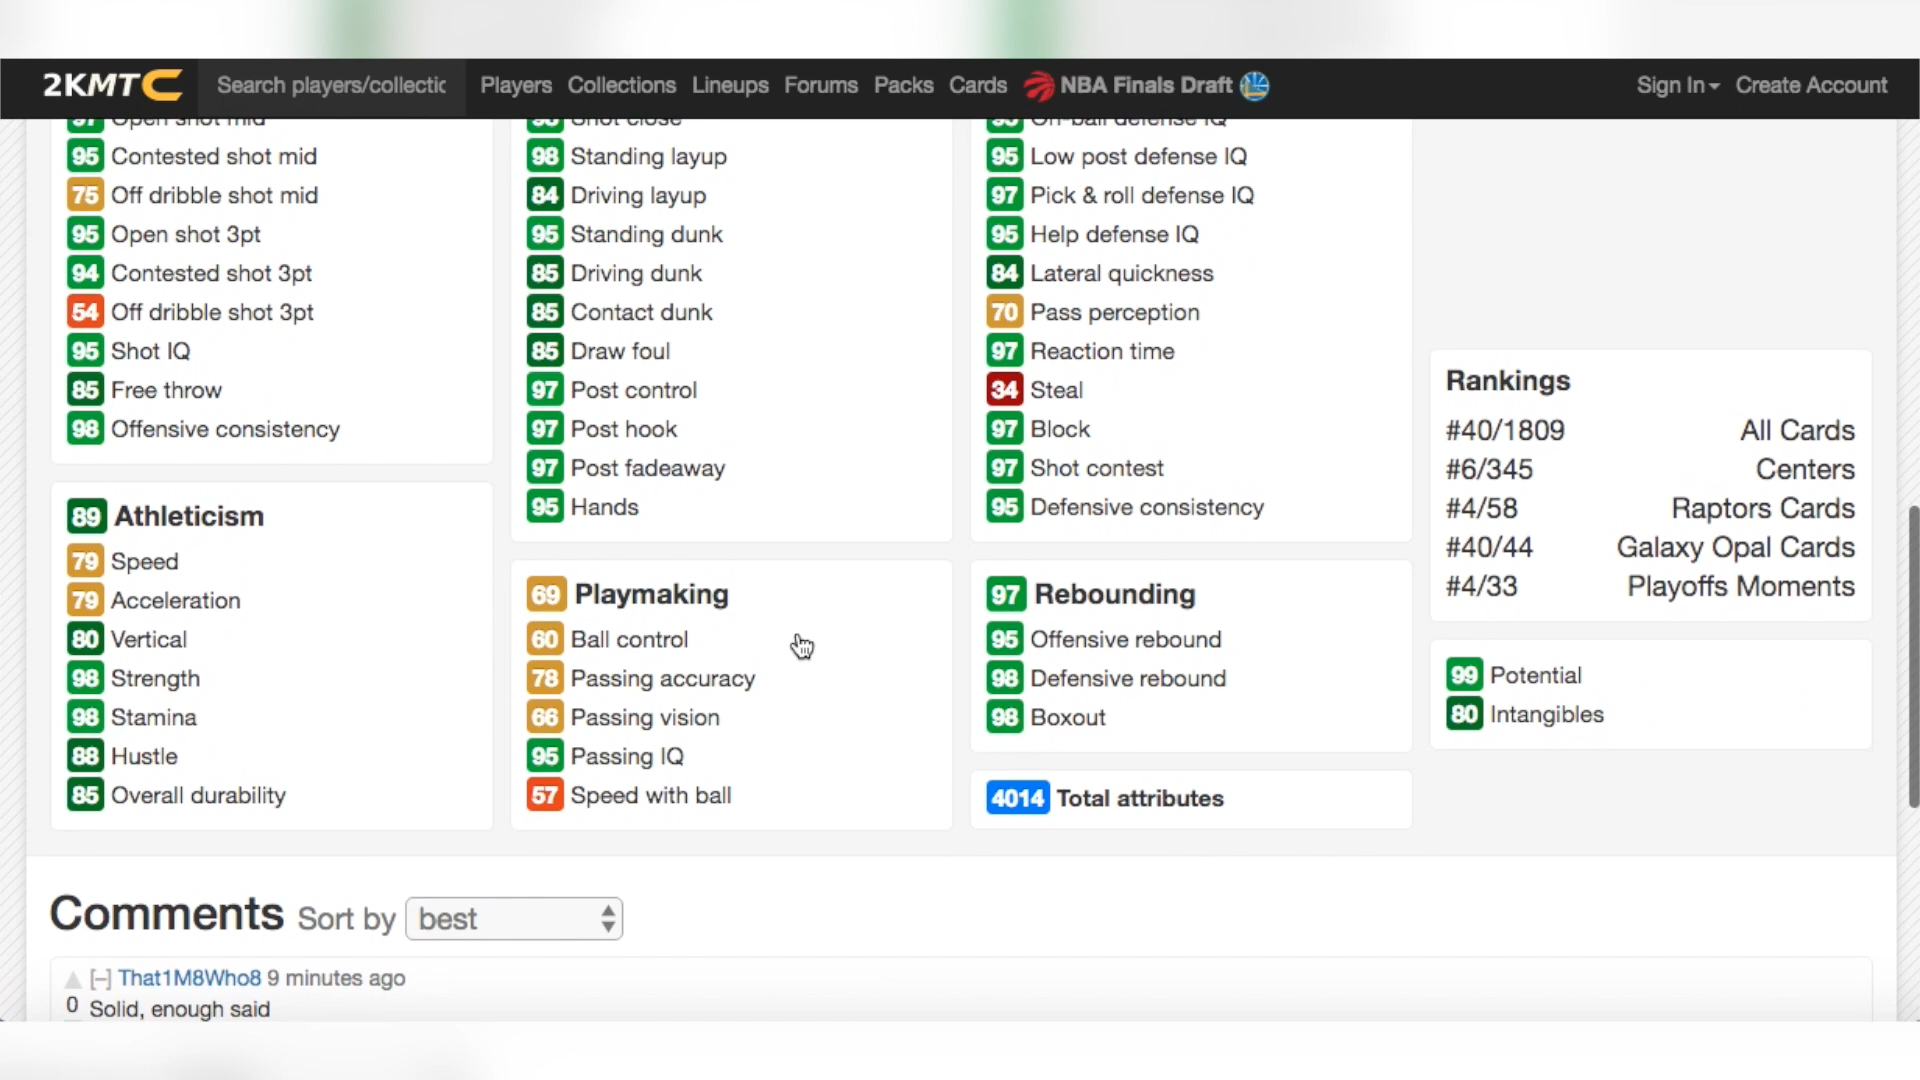 2KMTC
Search players/collectic
Players Collections Lineups Forums Packs Cards NBA Finals Draft
Sign In Create Account
97 Open shot mid
95 Contested shot mid
75 Off dribble shot mid
95 Open shot 3pt
94 Contested shot 3pt
54 Off dribble shot 3pt
95 Shot IQ
85 Free throw
98 Offensive consistency
89 Athleticism
79 Speed
79 Acceleration
80 Vertical
98 Strength
98 Stamina
88 Hustle
85 Overall durability
Shot close
98 Standing layup
84 Driving layup
95 Standing dunk
85 Driving dunk
85 Contact dunk
85 Draw foul
97 Post control
97 Post hook
97 Post fadeaway
95 Hands
69 Playmaking
60 Ball control
78 Passing accuracy
66 Passing vision
95 Passing IQ
57 Speed with ball
Off-ball defense IQ
95 Low post defense IQ
97 Pick & roll defense IQ
95 Help defense IQ
84 Lateral quickness
70 Pass perception
97 Reaction time
34 Steal
97 Block
97 Shot contest
95 Defensive consistency
97 Rebounding
95 Offensive rebound
98 Defensive rebound
98 Boxout
4014 Total attributes
Rankings
#40/1809 All Cards
#6/345 Centers
#4/58 Raptors Cards
#40/44 Galaxy Opal Cards
#4/33 Playoffs Moments
99 Potential
80 Intangibles
Comments Sort by best
[–] That1M8Who8 9 minutes ago
0 Solid, enough said